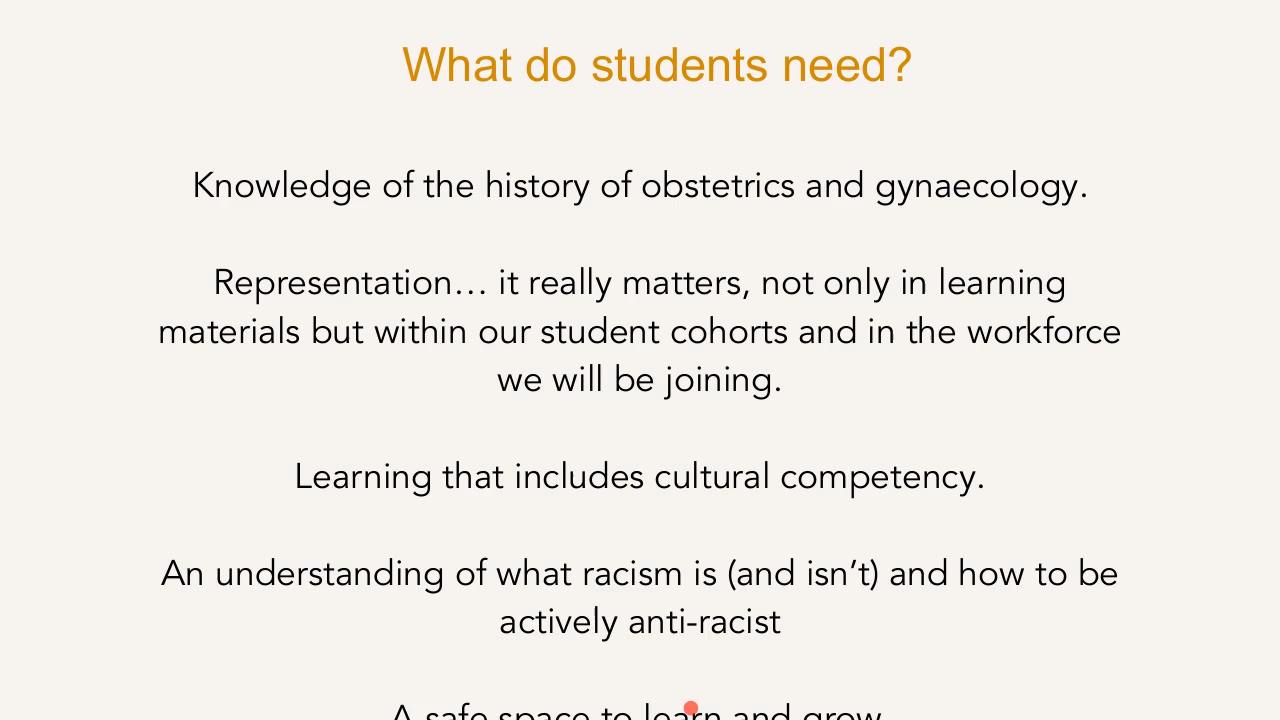 What do students need?
Knowledge of the history of obstetrics and gynaecology.
Representation… it really matters, not only in learning
materials but within our student cohorts and in the workforce
we will be joining.
Learning that includes cultural competency.
An understanding of what racism is (and isn’t) and how to be
actively anti-racist
A safe space to learn and grow